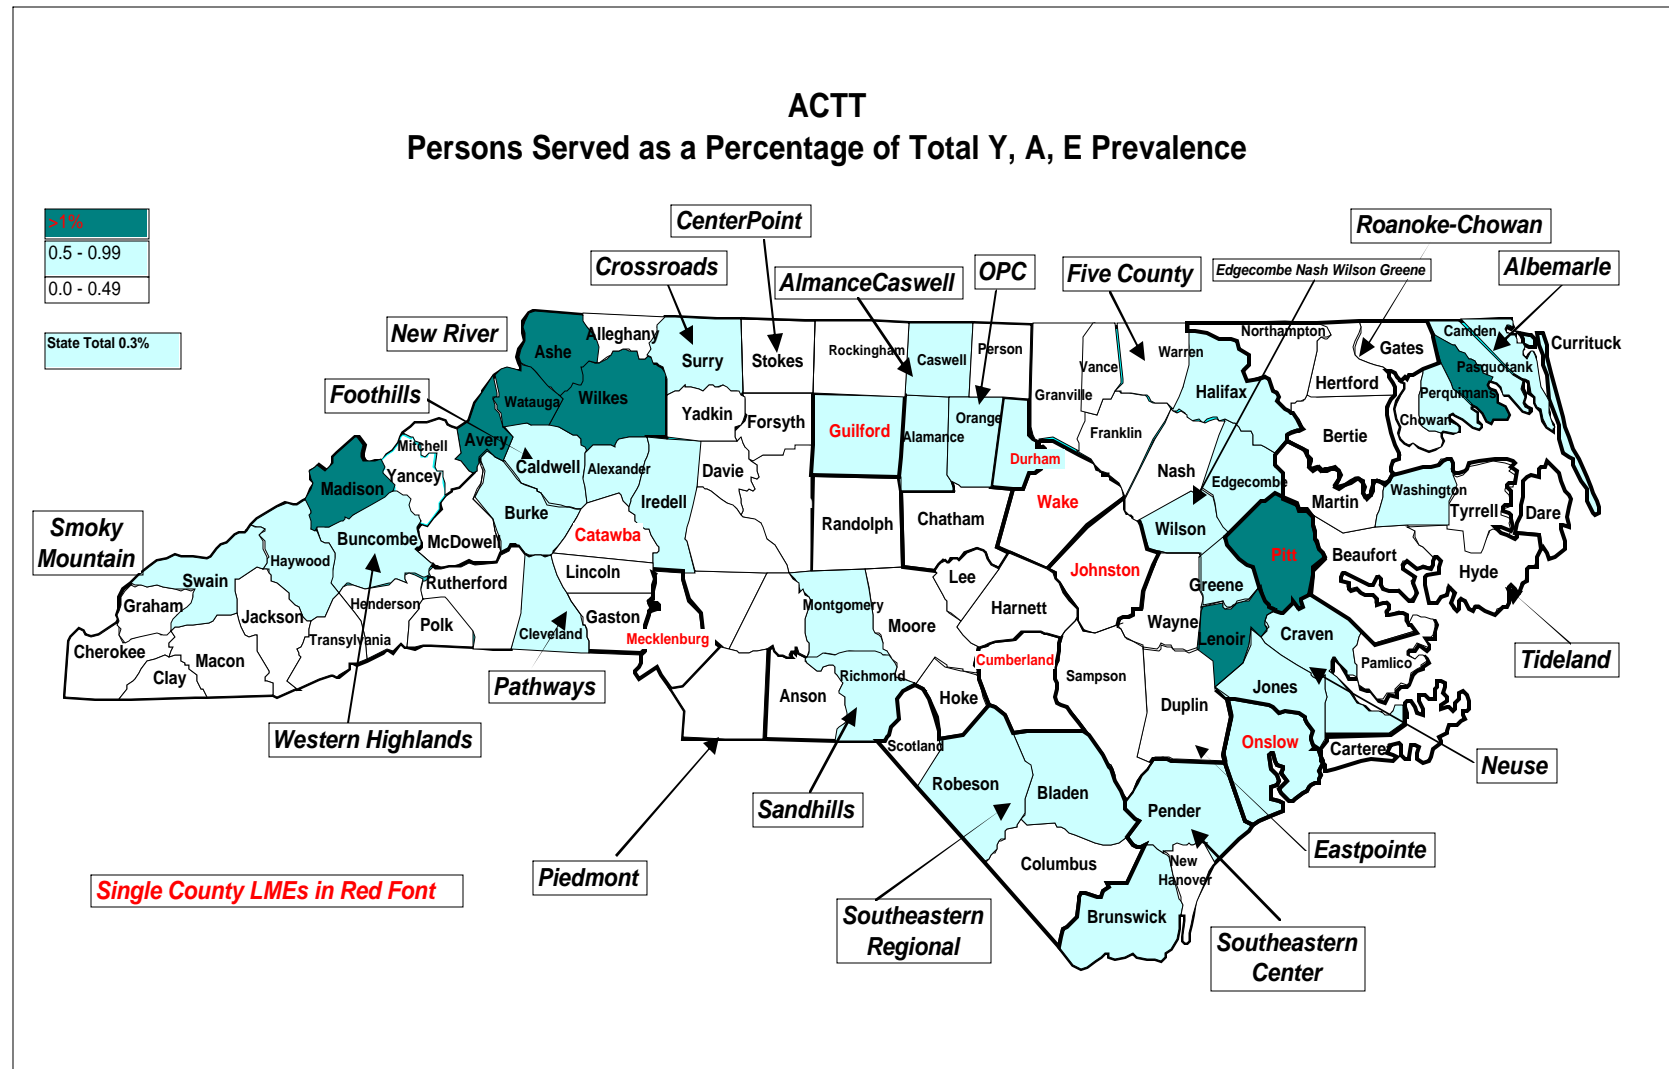 ACTT
Persons Served as a Percentage of Total Y, A, E Prevalence
>1%
0.5 - 0.99
0.0 - 0.49
State Total 0.3%
CenterPoint
Roanoke-Chowan
Crossroads
AlmanceCaswell
OPC
Five County
Edgecombe Nash Wilson Greene
Albemarle
New River
Foothills
Smoky
Mountain
Alleghany
Ashe
Surry
Stokes
Rockingham
Caswell
Person
Vance
Warren
Northampton
Gates
Camden
Currituck
Pasquotank
Perquimans
Chowan
Hertford
Halifax
Granville
Watauga
Wilkes
Yadkin
Forsyth
Guilford
Alamance
Orange
Durham
Franklin
Bertie
Avery
Mitchell
Yancey
Caldwell
Alexander
Davie
Iredell
Nash
Edgecombe
Madison
Burke
Wake
Martin
Washington
Tyrrell
Dare
Buncombe
McDowell
Catawba
Randolph
Chatham
Wilson
Pitt
Beaufort
Haywood
Swain
Rutherford
Lincoln
Lee
Johnston
Greene
Hyde
Graham
Jackson
Henderson
Transylvania
Polk
Cleveland
Gaston
Mecklenburg
Montgomery
Moore
Harnett
Wayne
Lenoir
Craven
Pamlico
Cherokee
Macon
Clay
Cumberland
Richmond
Anson
Hoke
Sampson
Duplin
Jones
Onslow
Cartere
Scotland
Robeson
Bladen
Pender
Columbus
New
Hanover
Brunswick
Tideland
Pathways
Western Highlands
Neuse
Sandhills
Eastpointe
Piedmont
Single County LMEs in Red Font
Southeastern
Regional
Southeastern
Center